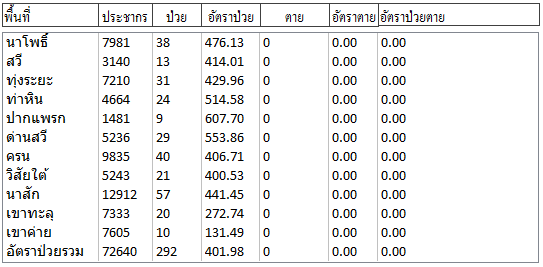 พื้นที่ ประชากร ป่วย อัตราป่วย ตาย อัตราตาย อัตราป่วยตาย
นาโพธิ์ 7981 38 476.13 0 0.00 0.00
สวี 3140 13 414.01 0 0.00 0.00
ทุ่งระยะ 7210 31 429.96 0 0.00 0.00
ท่าหิน 4664 24 514.58 0 0.00 0.00
ปากแพรก 1481 9 607.70 0 0.00 0.00
ด่านสวี 5236 29 553.86 0 0.00 0.00
ครน 9835 40 406.71 0 0.00 0.00
วิสัยใต้ 5243 21 400.53 0 0.00 0.00
นาสัก 12912 57 441.45 0 0.00 0.00
เขาทะลุ 7333 20 272.74 0 0.00 0.00
เขาค่าย 7605 10 131.49 0 0.00 0.00
อัตราป่วยรวม 72640 292 401.98 0 0.00 0.00